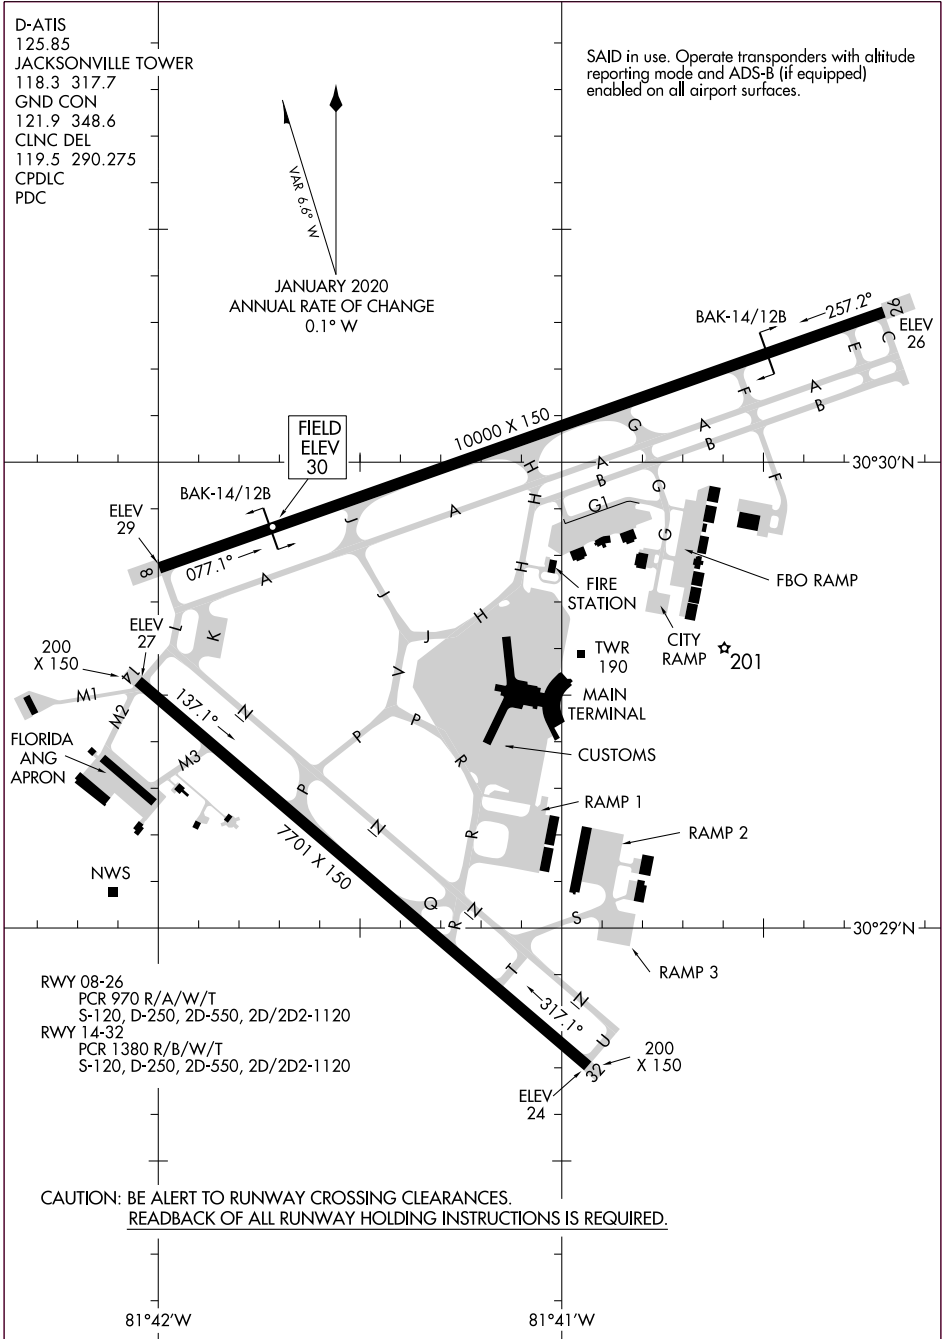 D-ATIS
125.85
JACKSONVILLE TOWER
118.3 317.7
GND CON
121.9 348.6
CLNC DEL
119.5 290.275
CPDLC
PDC
SAID in use. Operate transponders with altitude
reporting mode and ADS-B (if equipped)
enabled on all airport surfaces.
VAR 6.6° W
JANUARY 2020
ANNUAL RATE OF CHANGE
0.1° W
BAK-14/12B
257.2°
26
ELEV
26
C
E
F
A
B
10000 X 150
G
A
B
FIELD
ELEV
30
H
A
B
30°30'N
BAK-14/12B
ELEV
29
J
A
H
G1
G
F
G
8
077.1°
A
H
FIRE
STATION
FBO RAMP
J
L
K
ELEV
27
J
H
CITY
RAMP
TWR
190
201
200
X 150
14
M1
M2
137.1°
N
V
MAIN
TERMINAL
FLORIDA
ANG
APRON
M3
P
P
R
CUSTOMS
P
RAMP 1
7701 X 150
N
R
RAMP 2
NWS
Q
R
N
S
30°29'N
T
RAMP 3
RWY 08-26
PCR 970 R/A/W/T
S-120, D-250, 2D-550, 2D/2D2-1120
RWY 14-32
PCR 1380 R/B/W/T
S-120, D-250, 2D-550, 2D/2D2-1120
317.1°
N
U
32
200
X 150
ELEV
24
CAUTION: BE ALERT TO RUNWAY CROSSING CLEARANCES.
READBACK OF ALL RUNWAY HOLDING INSTRUCTIONS IS REQUIRED.
81°42'W
81°41'W